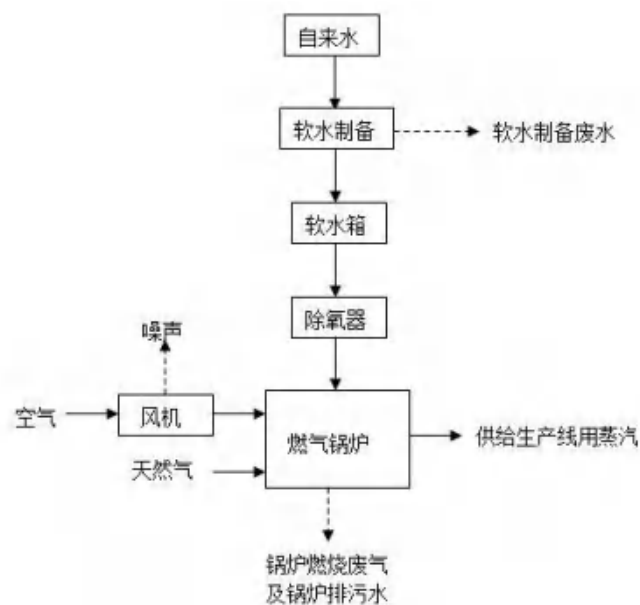 自来水
软水制备
软水制备废水
软水箱
除氧器
噪声
空气
风机
燃气锅炉
供给生产线用蒸汽
天然气
锅炉燃烧废气
及锅炉排污水